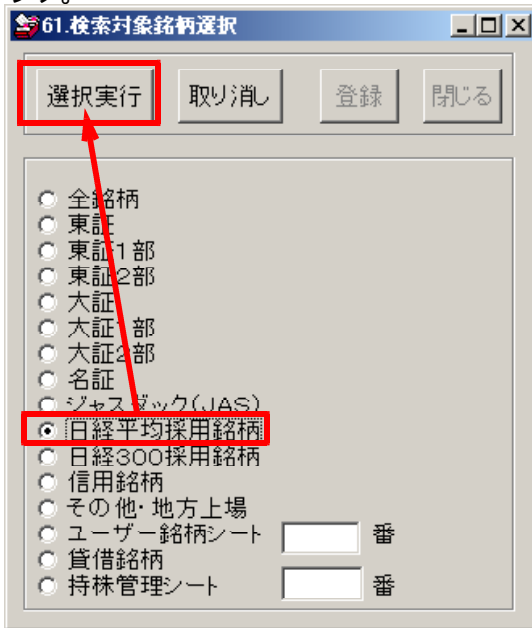 61.検索対象銘柄選択
選択実行 取り消し 登録 閉じる
全銘柄
東証
東証1部
東証2部
大証
大証1部
大証2部
名証
ジャスダック(JAS)
日経平均採用銘柄
日経300採用銘柄
信用銘柄
その他・地方上場
ユーザー銘柄シート 番
貸借銘柄
持株管理シート 番